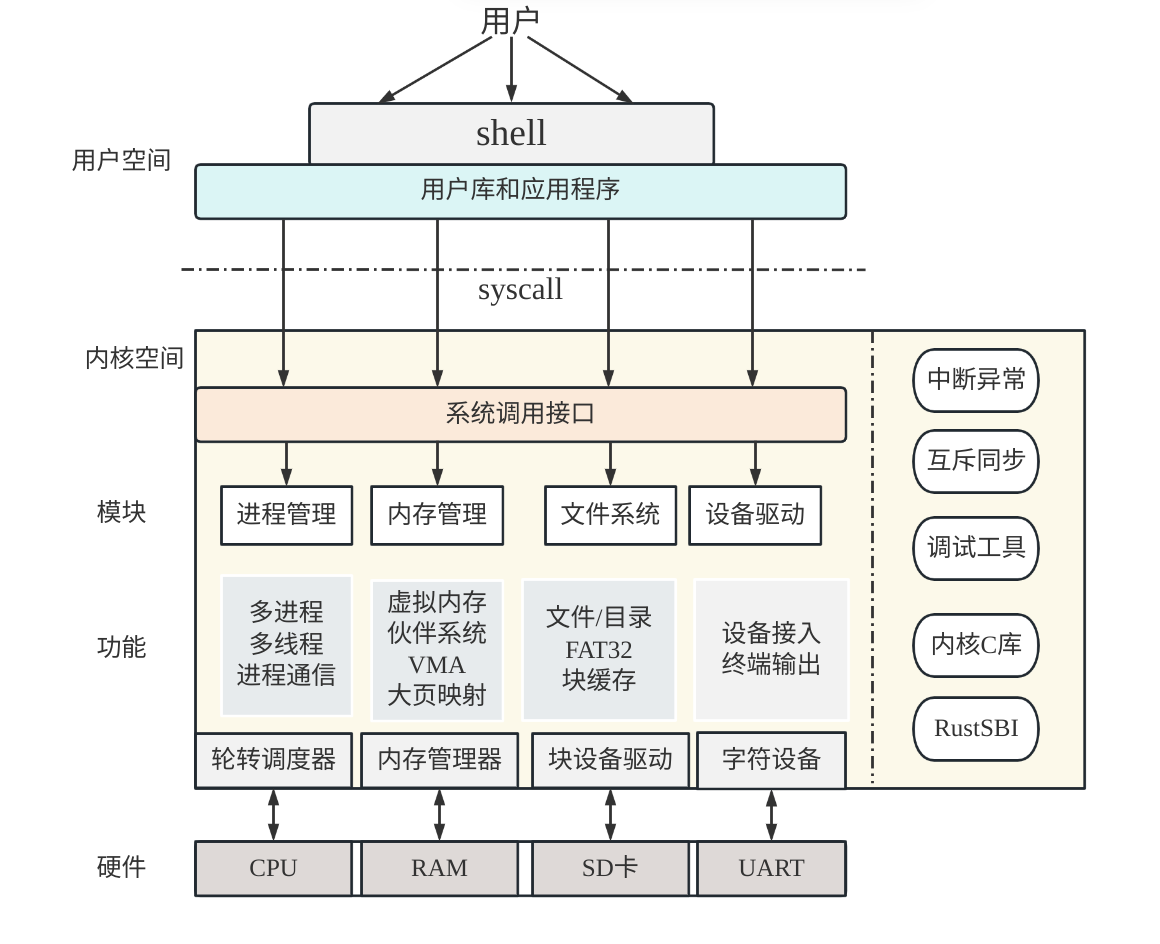 用户
shell
用户空间
用户库和应用程序
syscall
内核空间
系统调用接口
模块
进程管理
内存管理
文件系统
设备驱动
功能
多进程
多线程
进程通信
虚拟内存
伙伴系统
VMA
大页映射
文件/目录
FAT32
块缓存
设备接入
终端输出
轮转调度器
内存管理器
块设备驱动
字符设备
中断异常
互斥同步
调试工具
内核C库
RustSBI
硬件
CPU
RAM
SD卡
UART